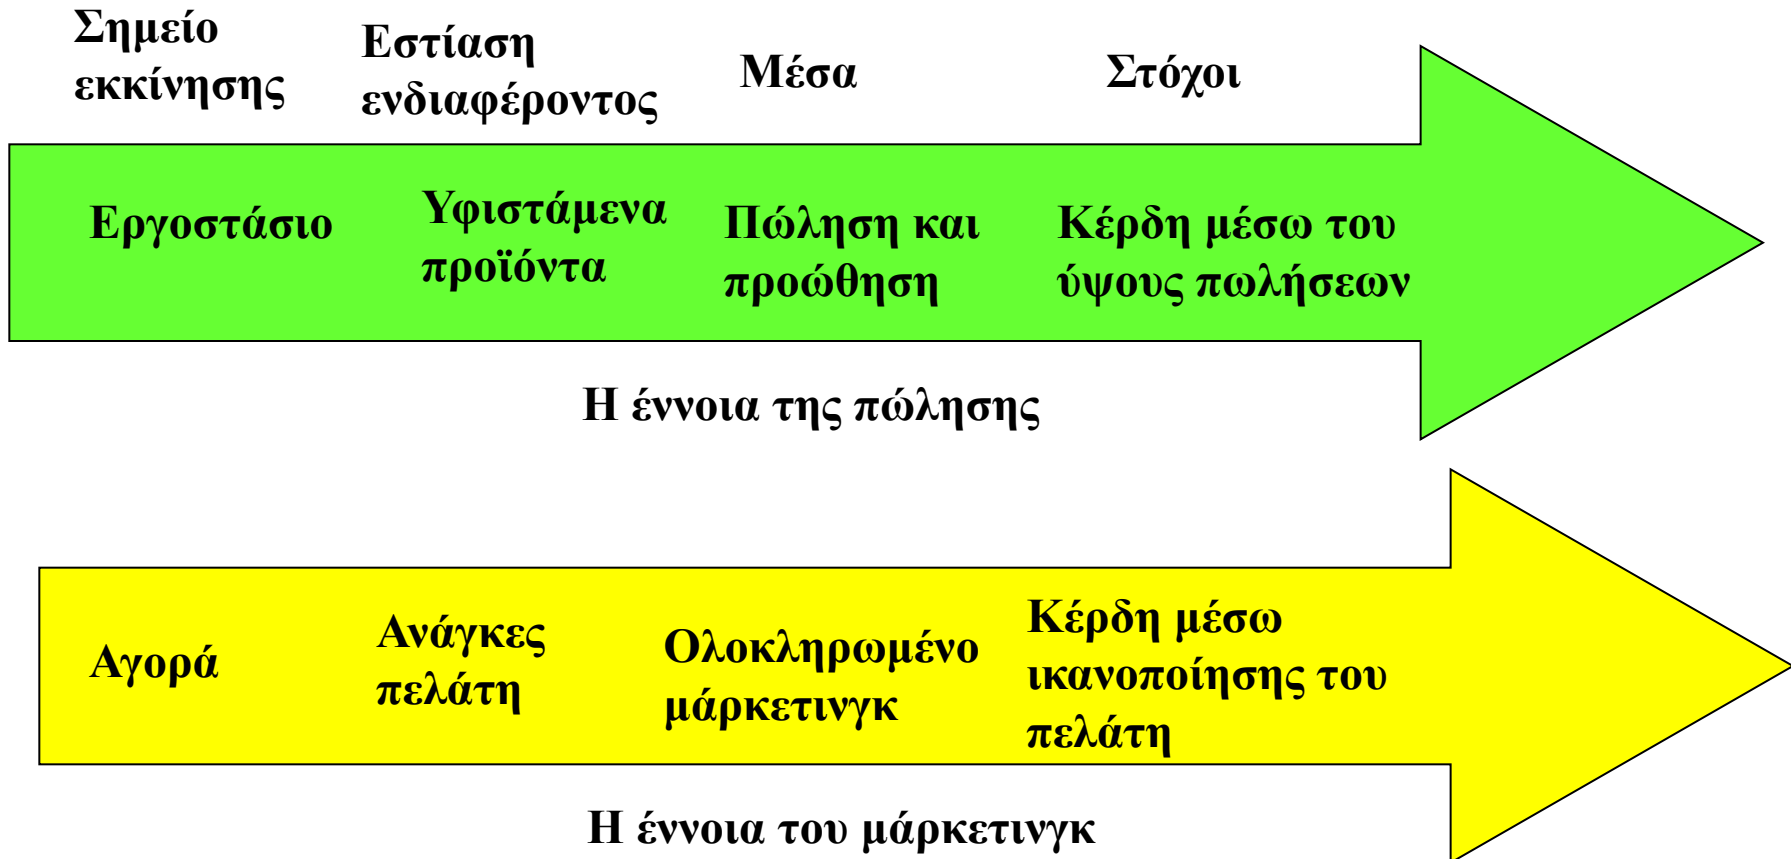 Σημείο
εκκίνησης
Εστίαση
ενδιαφέροντος
Μέσα
Στόχοι
Εργοστάσιο
Υφιστάμενα
προϊόντα
Πώληση και
προώθηση
Κέρδη μέσω του
ύψους πωλήσεων
Η έννοια της πώλησης
Αγορά
Ανάγκες
πελάτη
Ολοκληρωμένο
μάρκετινγκ
Κέρδη μέσω
ικανοποίησης του
πελάτη
Η έννοια του μάρκετινγκ